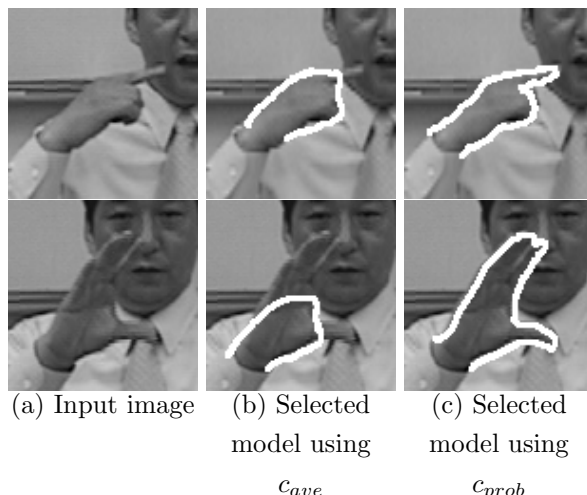 (a) Input image (b) Selected (c) Selected
model using model using
c_ave c_prob